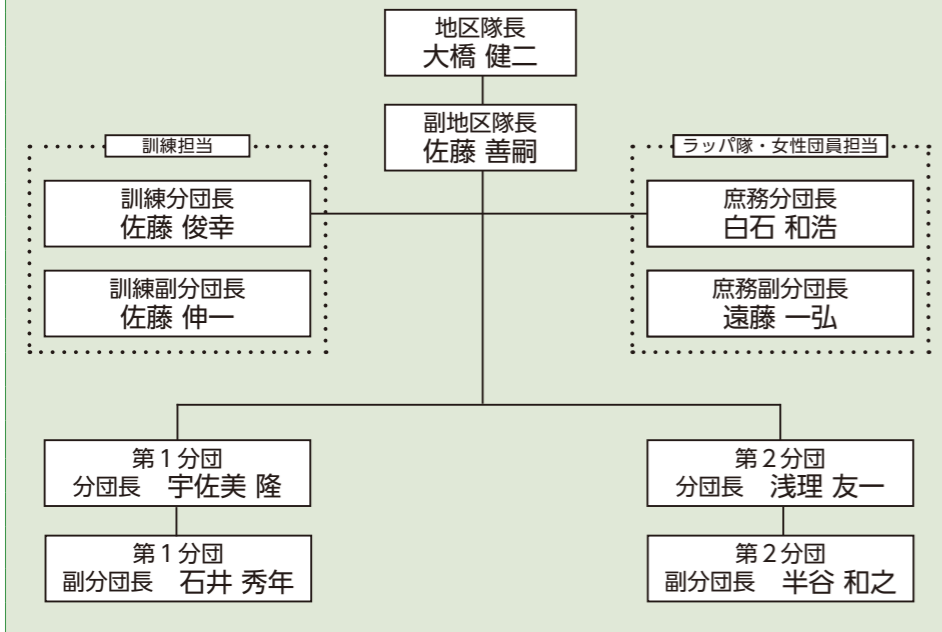 地区隊長
大橋 健二
副地区隊長
佐藤 善嗣
訓練担当
訓練分団長
佐藤 俊幸
訓練副分団長
佐藤 伸一
ラッパ隊・女性団員担当
庶務分団長
白石 和浩
庶務副分団長
遠藤 一弘
第1分団
分団長　宇佐美 隆
第1分団
副分団長　石井 秀年
第2分団
分団長　浅理 友一
第2分団
副分団長　半谷 和之